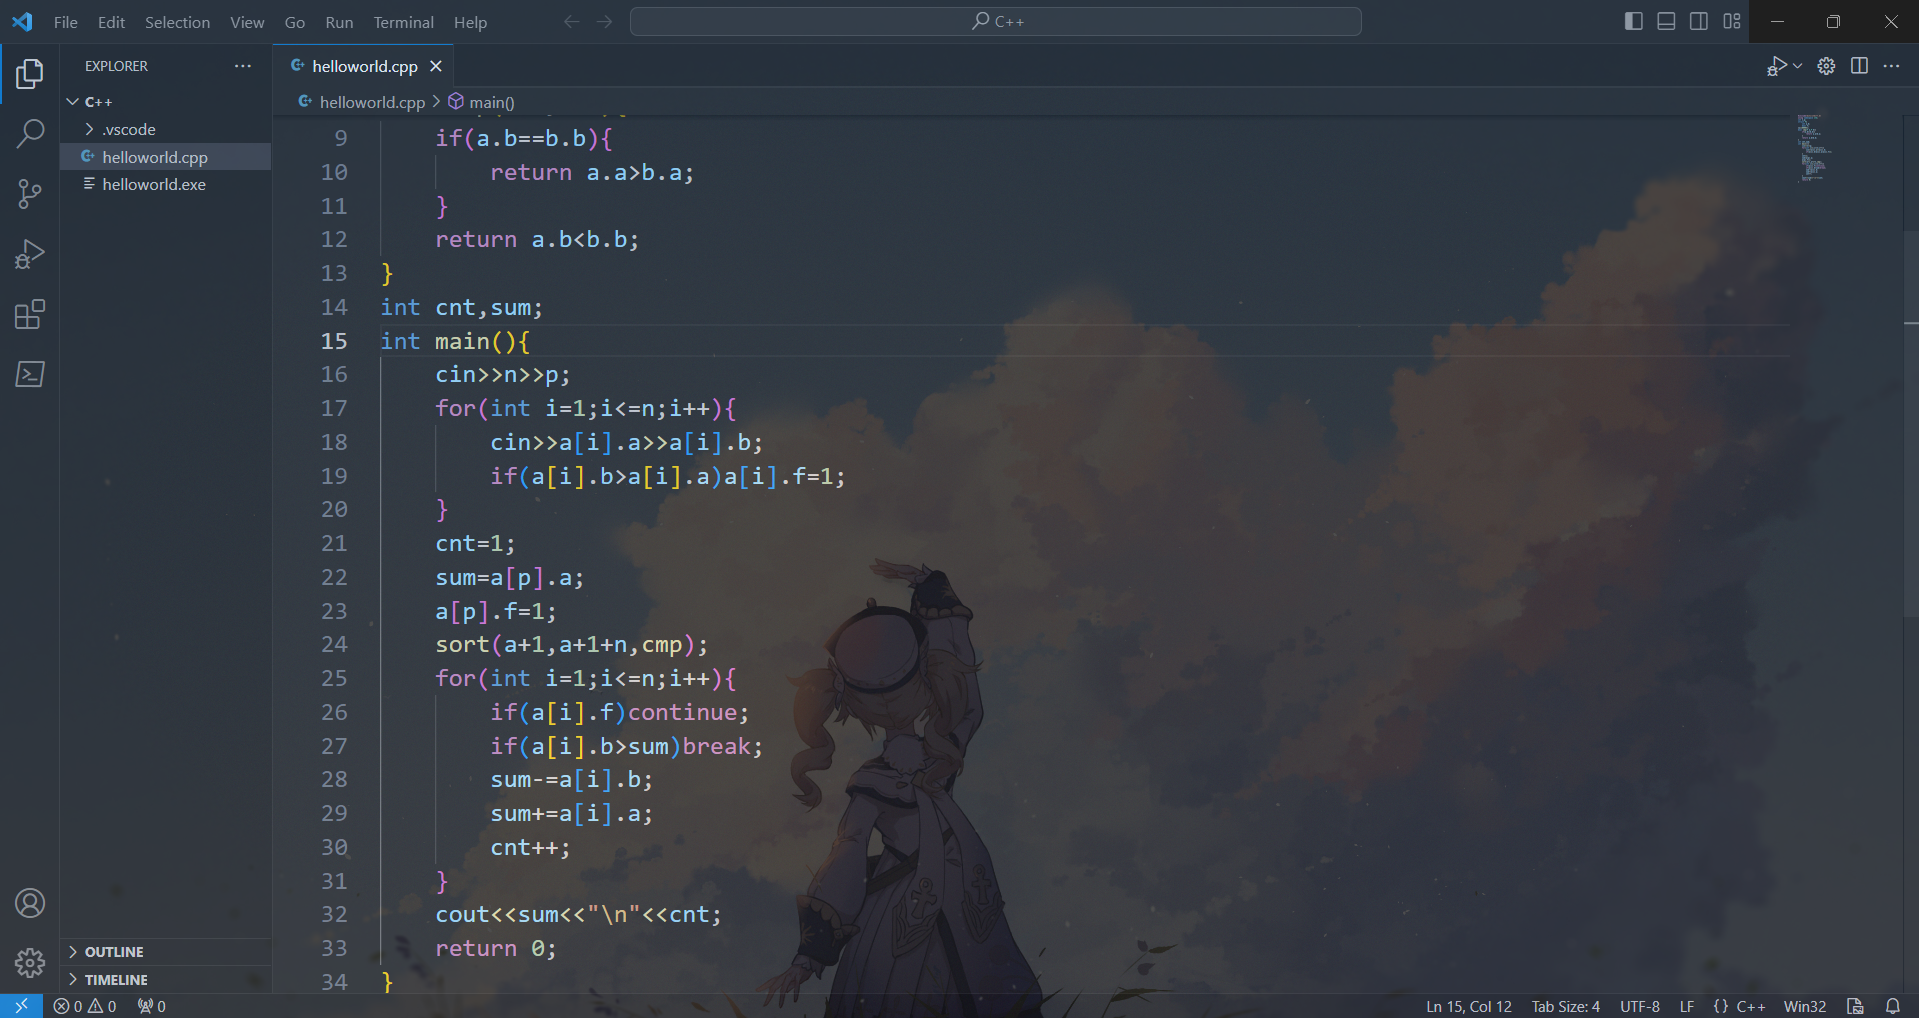 File Edit Selection View Go Run Terminal Help
C++
EXPLORER
C++
.vscode
helloworld.cpp
helloworld.exe
OUTLINE
TIMELINE
helloworld.cpp
helloworld.cpp > main()
9 if(a.b==b.b){
10 return a.a>b.a;
11 }
12 return a.b<b.b;
13 }
14 int cnt,sum;
15 int main(){
16 cin>>n>>p;
17 for(int i=1;i<=n;i++){
18 cin>>a[i].a>>a[i].b;
19 if(a[i].b>a[i].a)a[i].f=1;
20 }
21 cnt=1;
22 sum=a[p].a;
23 a[p].f=1;
24 sort(a+1,a+1+n,cmp);
25 for(int i=1;i<=n;i++){
26 if(a[i].f)continue;
27 if(a[i].b>sum)break;
28 sum-=a[i].b;
29 sum+=a[i].a;
30 cnt++;
31 }
32 cout<<sum<<"\n"<<cnt;
33 return 0;
34 }
0 0 0
Ln 15, Col 12 Tab Size: 4 UTF-8 LF {} C++ Win32